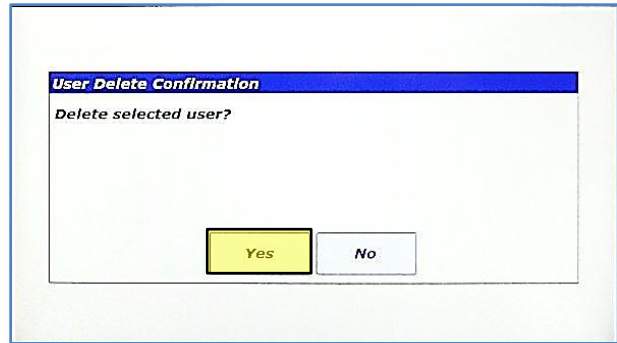 User Delete Confirmation
Delete selected user?
Yes
No